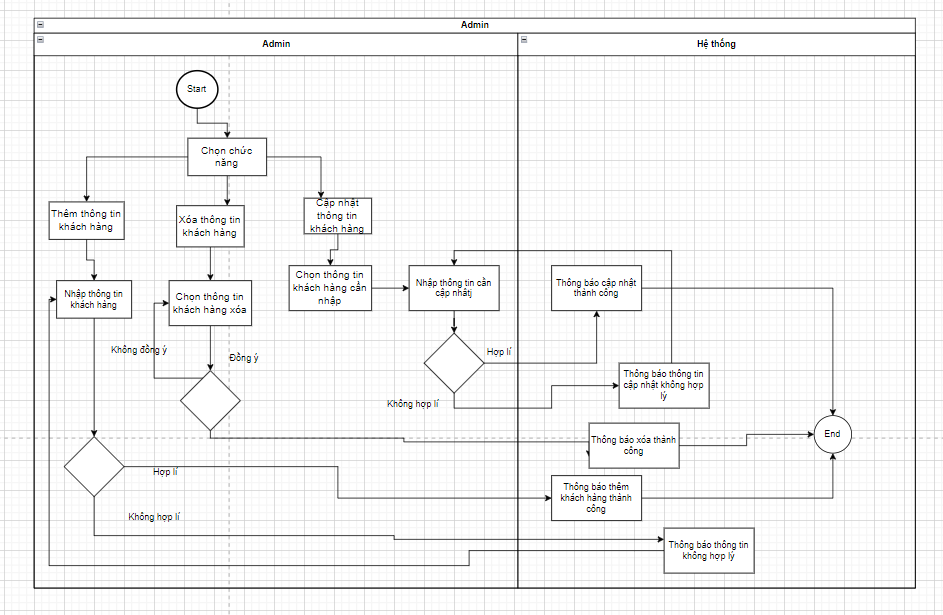 Admin
Admin
Hệ thống
Start
Chọn chức
năng
Thêm thông tin
khách hàng
Xóa thông tin
khách hàng
Cập nhật
thông tin
khách hàng
Nhập thông tin
khách hàng
Chọn thông tin
khách hàng xóa
Chọn thông tin
khách hàng cần
nhập
Nhập thông tin cần
cập nhâtj
Thông báo cập nhật
thành công
Không đồng ý
Đồng ý
Hợp lí
Không hợp lí
Thông báo thông tin
cập nhật không hợp
lý
Thông báo xóa thành
công
End
Hợp lí
Thông báo thêm
khách hàng thành
công
Không hợp lí
Thông báo thông tin
không hợp lý